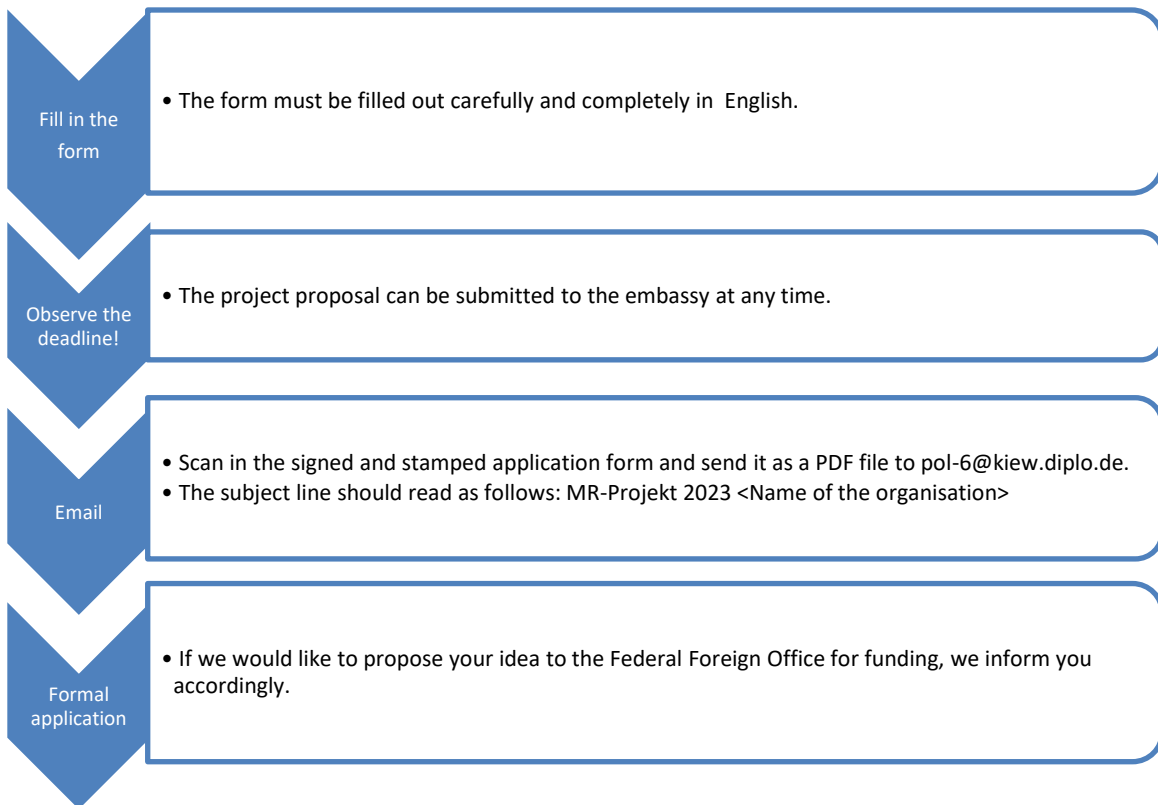 Fill in the
form
• The form must be filled out carefully and completely in  English.
Observe the
deadline!
• The project proposal can be submitted to the embassy at any time.
Email
• Scan in the signed and stamped application form and send it as a PDF file to pol-6@kiew.diplo.de.
• The subject line should read as follows: MR-Projekt 2023 <Name of the organisation>
Formal
application
• If we would like to propose your idea to the Federal Foreign Office for funding, we inform you
accordingly.